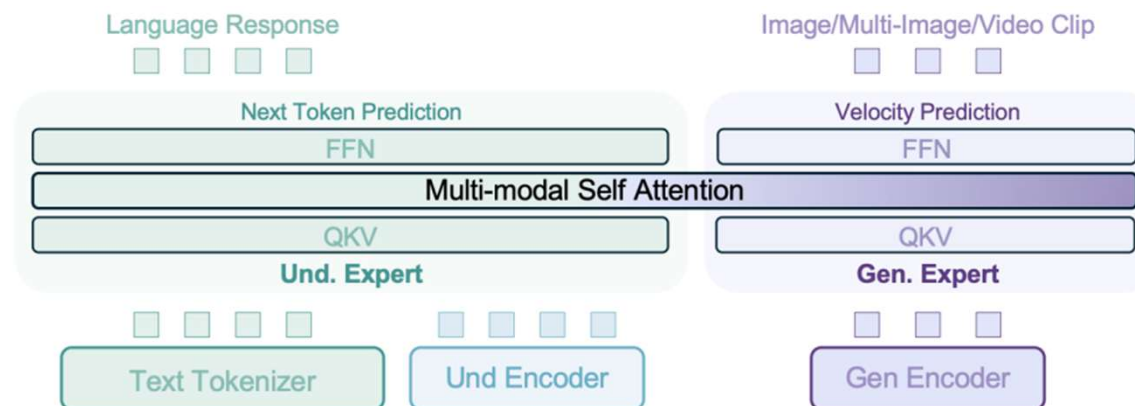 Language Response
Image/Multi-Image/Video Clip
Next Token Prediction
Velocity Prediction
FFN
FFN
Multi-modal Self Attention
QKV
QKV
Und. Expert
Gen. Expert
Text Tokenizer
Und Encoder
Gen Encoder